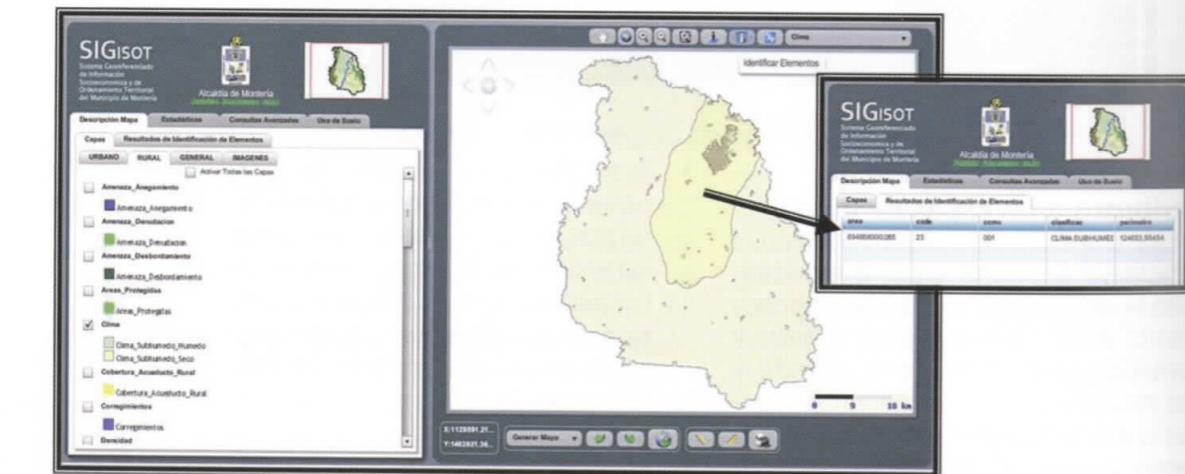 SIGISOT
Sistema Georeferenciado
de Información
Socioeconomica y de
Ordenamiento Territorial
del Municipio de Montería
Alcaldía de Montería
Descripción Mapa Estadísticas Consultas Avanzadas Uso de Suelo
Capas Resultados de Identificación de Elementos
URBANO RURAL GENERAL IMAGENES
Activar Todas las Capas
Amenaza_Anegamiento
Amenaza_Anegamiento
Amenaza_Denudacion
Amenaza_Denudacion
Amenaza_Desbordamiento
Amenaza_Desbordamiento
Areas_Protegidas
Areas_Protegidas
Clima
Clima_Subhumedo_Humedo
Clima_Subhumedo_Seco
Cobertura_Acueducto_Rural
Cobertura_Acueducto_Rural
Corregimientos
Corregimientos
Densidad
Clima
Identificar Elementos
0 9 18 km
Generar Mapa
SIGISOT
Sistema Georeferenciado
de Información
Socioeconomica y de
Ordenamiento Territorial
del Municipio de Montería
Alcaldía de Montería
Descripción Mapa Estadísticas Consultas Avanzadas Uso de Suelo
Capas Resultados de Identificación de Elementos
area code comu clasificac perimetro
23 001 CLIMA SUBHUMEE